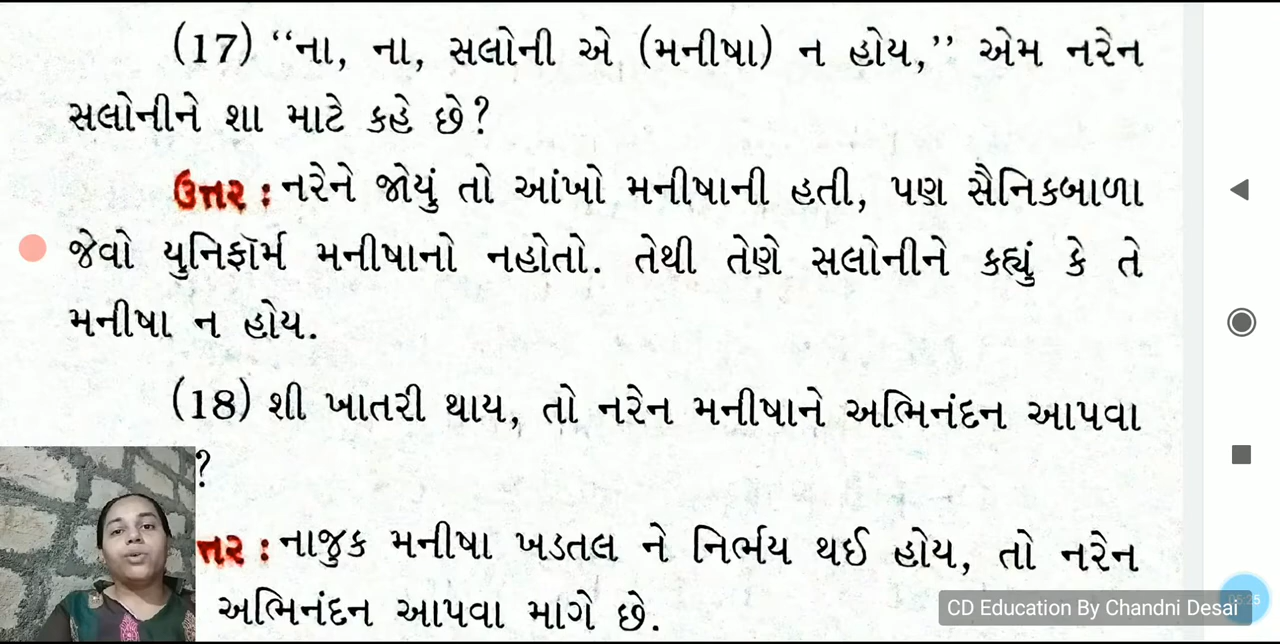 (17) “ના, ના, સલોની એ (મનીષા) ન હોય,” એમ નરેન
સલોનીને શા માટે કહે છે?
ઉત્તર : નરેને જોયું તો આંખો મનીષાની હતી, પણ સૈનિકબાળા
જેવો યુનિફૉર્મ મનીષાનો નહોતો. તેથી તેણે સલોનીને કહ્યું કે તે
મનીષા ન હોય.
(18) શી ખાતરી થાય, તો નરેન મનીષાને અભિનંદન આપવા
?
ત્તર : નાજુક મનીષા ખડતલ ને નિર્ભય થઈ હોય, તો નરેન
અભિનંદન આપવા માગે છે.
CD Education By Chandni Desai
05:25